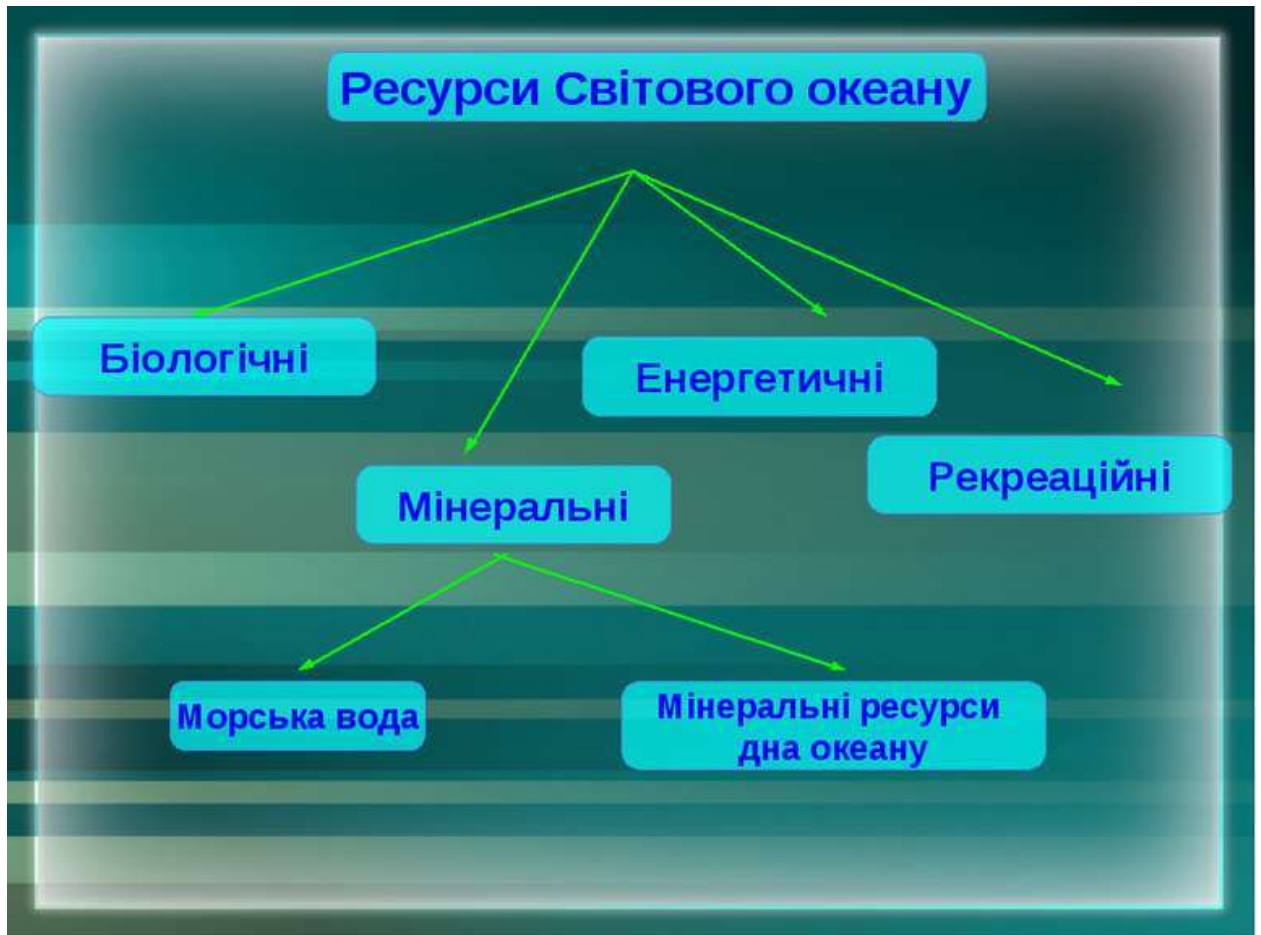 Ресурси Світового океану
Біологічні
Енергетичні
Рекреаційні
Мінеральні
Морська вода
Мінеральні ресурси
дна океану